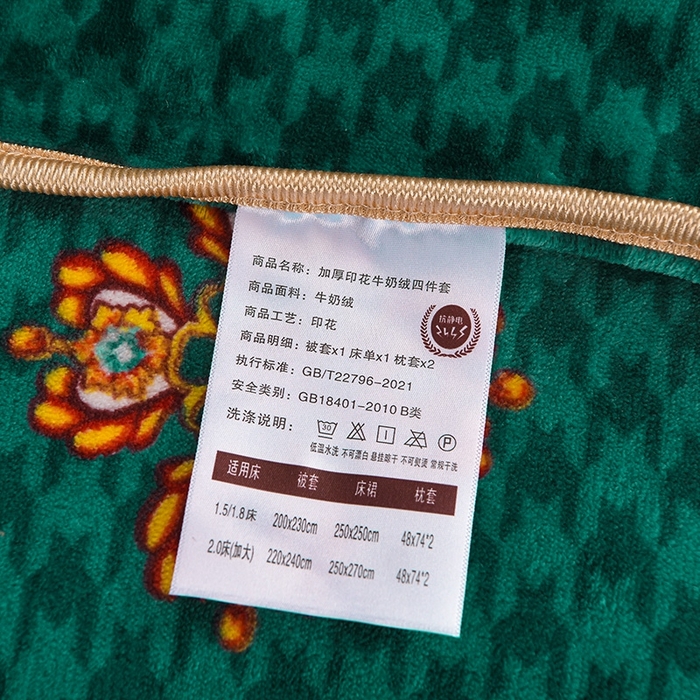 商品名称：加厚印花牛奶绒四件套
商品面料：牛奶绒
商品工艺：印花
抗静电
商品明细：被套x1 床单x1 枕套x2
执行标准：GB/T22796-2021
安全类别：GB18401-2010 B类
洗涤说明：
30
P
低温水洗 不可漂白 悬挂晾干 不可熨烫 常规干洗
适用床 被套 床裙 枕套
1.5/1.8床 200x230cm 250x250cm 48x74*2
2.0床(加大) 220x240cm 250x270cm 48x74*2